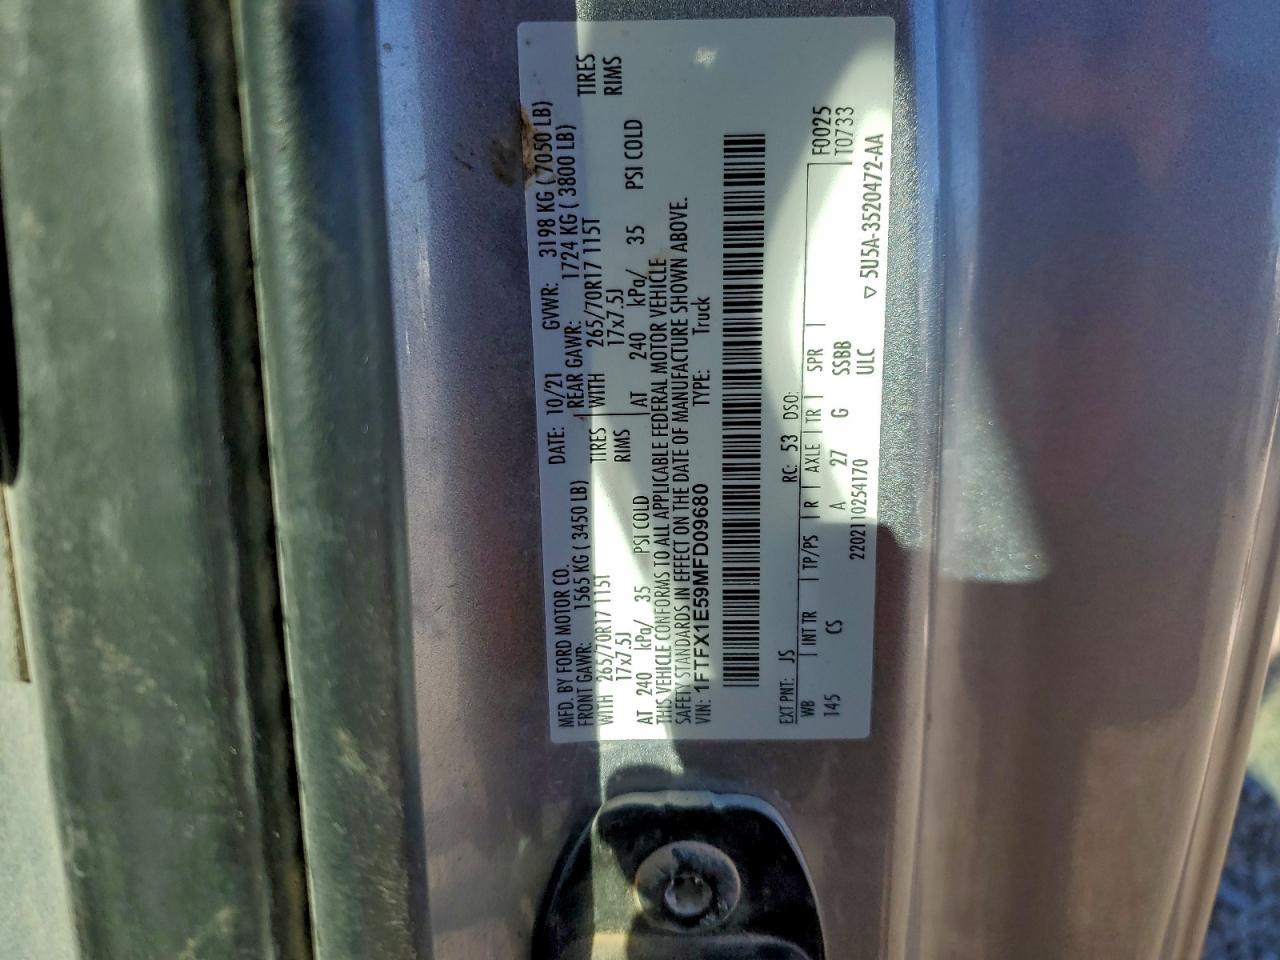 MFD. BY FORD MOTOR CO. DATE: 10/21 GVWR: 3198 KG ( 7050 LB)
FRONT GAWR: 1565 KG ( 3450 LB) REAR GAWR: 1724 KG ( 3800 LB)
WITH 265/70R17 115T TIRES WITH 265/70R17 115T TIRES
17x7.5J RIMS 17x7.5J RIMS
AT 240 kPa/ 35 PSI COLD AT 240 kPa/ 35 PSI COLD
THIS VEHICLE CONFORMS TO ALL APPLICABLE FEDERAL MOTOR VEHICLE
SAFETY STANDARDS IN EFFECT ON THE DATE OF MANUFACTURE SHOWN ABOVE.
VIN: 1FTFX1E59MFD09680 TYPE: Truck
EXT PNT: JS RC: 53 DSO:
WB INT TR TP/PS R AXLE TR SPR F0025
145 CS A 27 G SSBB T0733
2202110254170 ULC ▽ 5U5A-3520472-AA